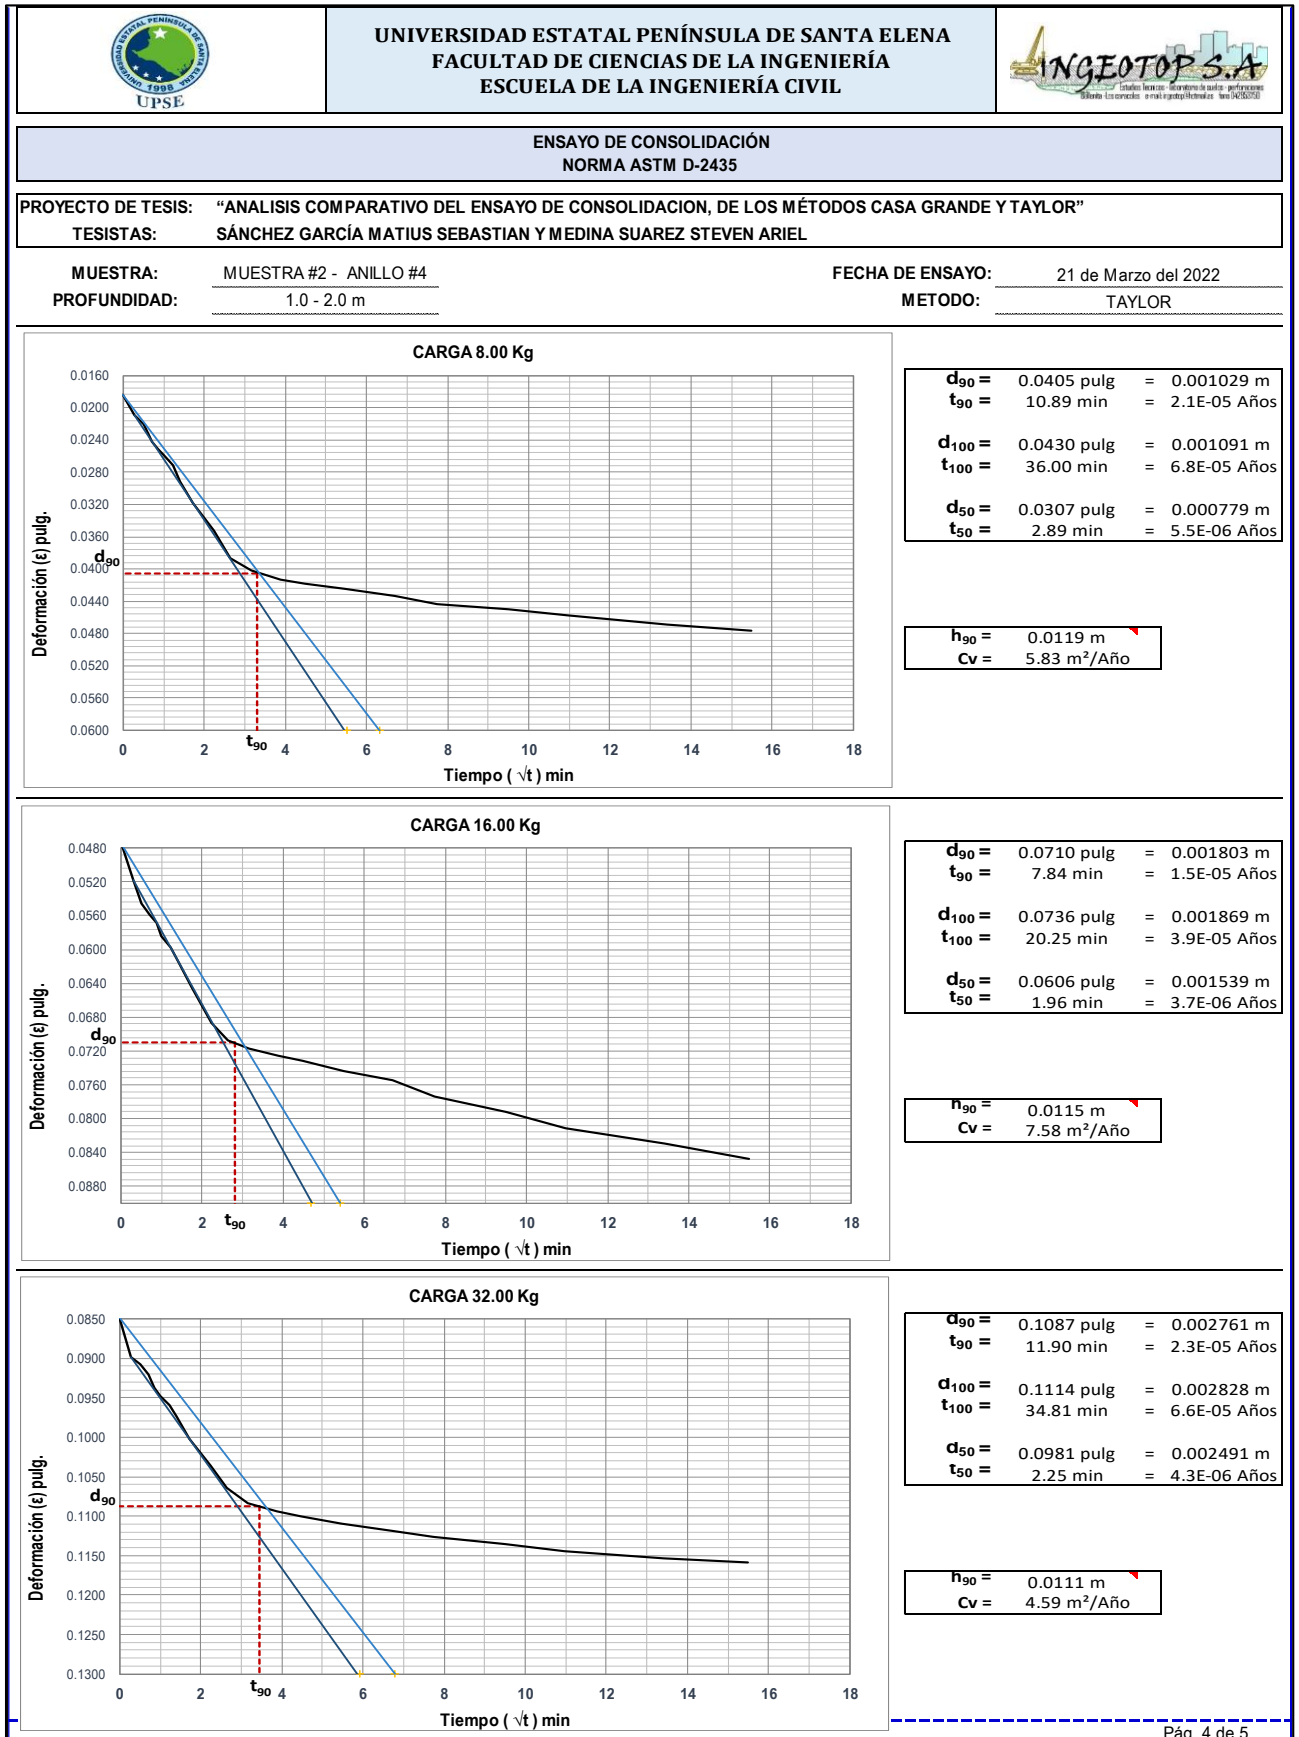 UNIVERSIDAD ESTATAL PENÍNSULA DE SANTA ELENA
1998
UPSE
UNIVERSIDAD ESTATAL PENÍNSULA DE SANTA ELENA
FACULTAD DE CIENCIAS DE LA INGENIERÍA
ESCUELA DE LA INGENIERÍA CIVIL
INGEOTOP S.A
ENSAYO DE CONSOLIDACIÓN
NORMA ASTM D-2435
PROYECTO DE TESIS: “ANALISIS COMPARATIVO DEL ENSAYO DE CONSOLIDACION, DE LOS MÉTODOS CASA GRANDE Y TAYLOR”
TESISTAS: SÁNCHEZ GARCÍA MATIUS SEBASTIAN Y MEDINA SUAREZ STEVEN ARIEL
MUESTRA: MUESTRA #2 - ANILLO #4 FECHA DE ENSAYO: 21 de Marzo del 2022
PROFUNDIDAD: 1.0 - 2.0 m METODO: TAYLOR
CARGA 8.00 Kg
Deformación (ε) pulg.
0.0160
0.0200
0.0240
0.0280
0.0320
0.0360
d90
0.0400
0.0440
0.0480
0.0520
0.0560
0.0600
0 2 t90 4 6 8 10 12 14 16 18
Tiempo ( √t ) min
d90 = 0.0405 pulg = 0.001029 m
t90 = 10.89 min = 2.1E-05 Años
d100 = 0.0430 pulg = 0.001091 m
t100 = 36.00 min = 6.8E-05 Años
d50 = 0.0307 pulg = 0.000779 m
t50 = 2.89 min = 5.5E-06 Años
h90 = 0.0119 m
Cv = 5.83 m²/Año
CARGA 16.00 Kg
Deformación (ε) pulg.
0.0480
0.0520
0.0560
0.0600
0.0640
0.0680
d90
0.0720
0.0760
0.0800
0.0840
0.0880
0 2 t90 4 6 8 10 12 14 16 18
Tiempo ( √t ) min
d90 = 0.0710 pulg = 0.001803 m
t90 = 7.84 min = 1.5E-05 Años
d100 = 0.0736 pulg = 0.001869 m
t100 = 20.25 min = 3.9E-05 Años
d50 = 0.0606 pulg = 0.001539 m
t50 = 1.96 min = 3.7E-06 Años
h90 = 0.0115 m
Cv = 7.58 m²/Año
CARGA 32.00 Kg
Deformación (ε) pulg.
0.0850
0.0900
0.0950
0.1000
0.1050
d90
0.1100
0.1150
0.1200
0.1250
0.1300
0 2 t90 4 6 8 10 12 14 16 18
Tiempo ( √t ) min
d90 = 0.1087 pulg = 0.002761 m
t90 = 11.90 min = 2.3E-05 Años
d100 = 0.1114 pulg = 0.002828 m
t100 = 34.81 min = 6.6E-05 Años
d50 = 0.0981 pulg = 0.002491 m
t50 = 2.25 min = 4.3E-06 Años
h90 = 0.0111 m
Cv = 4.59 m²/Año
Pág. 4 de 5